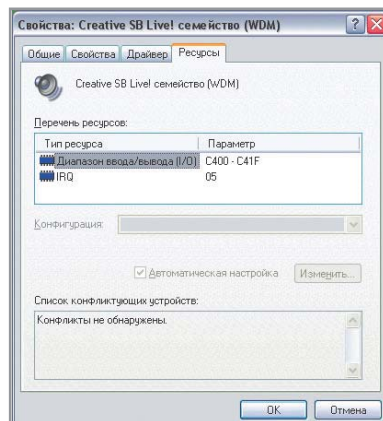 Свойства: Creative SB Live! семейство (WDM)
Общие Свойства Драйвер Ресурсы
Creative SB Live! семейство (WDM)
Перечень ресурсов:
Тип ресурса Параметр
Диапазон ввода/вывода (I/O) C400 - C41F
IRQ 05
Конфигурация:
Автоматическая настройка Изменить...
Список конфликтующих устройств:
Конфликты не обнаружены.
OK Отмена